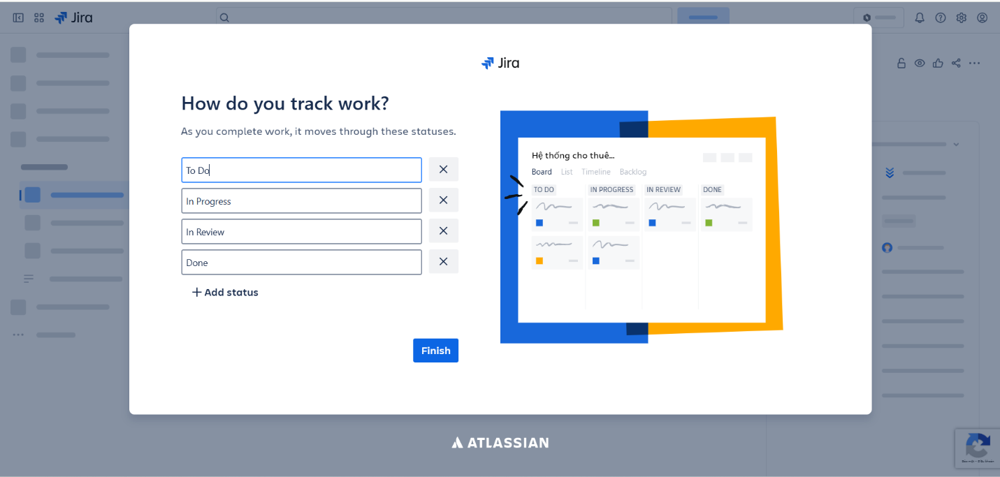 Jira
Jira
How do you track work?
As you complete work, it moves through these statuses.
To Do
In Progress
In Review
Done
+ Add status
Finish
Hệ thống cho thuê...
Board List Timeline Backlog
TO DO IN PROGRESS IN REVIEW DONE
ATLASSIAN